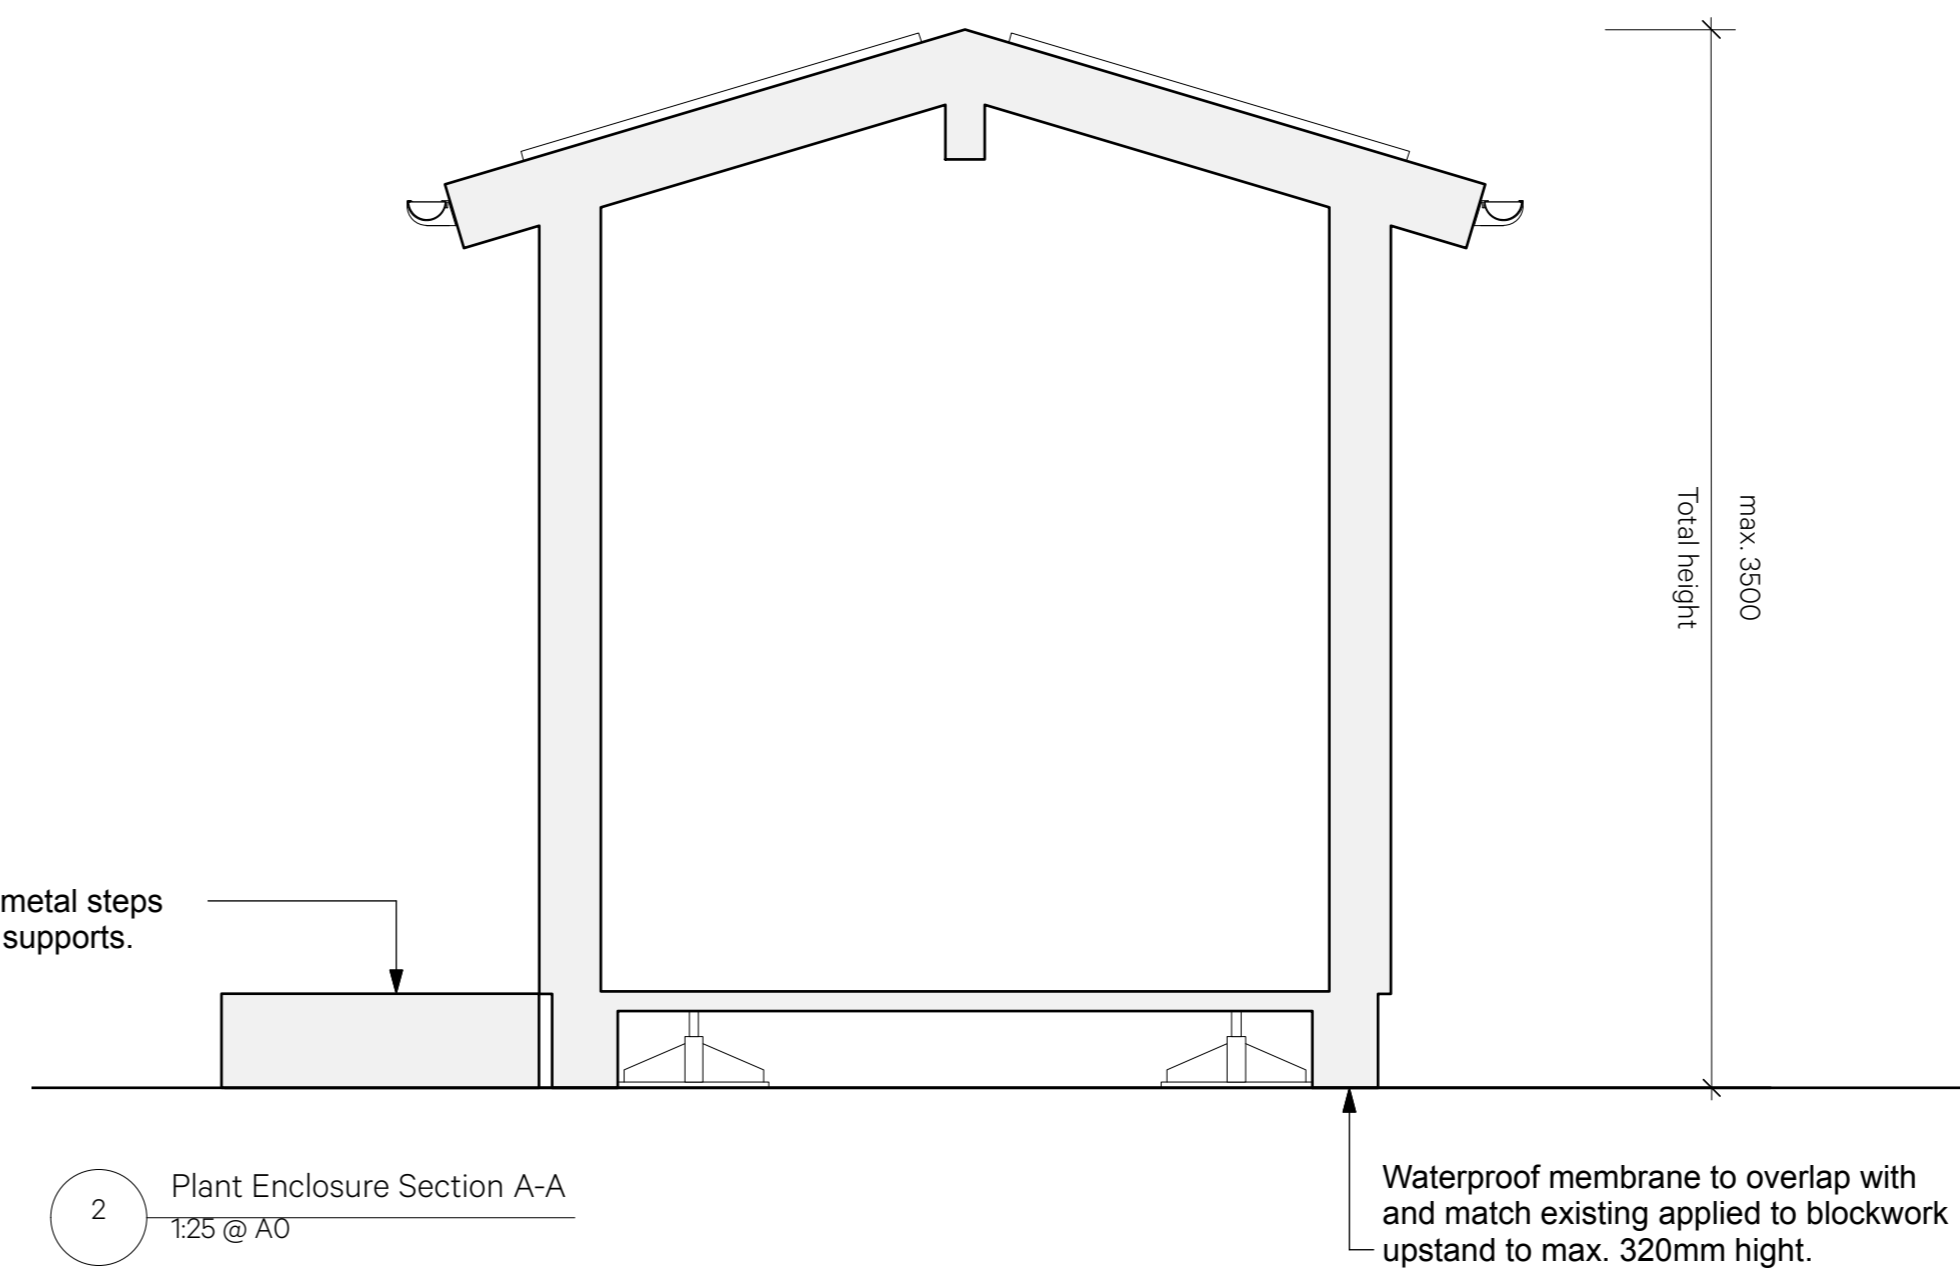 max. 3500
Total height
metal steps
supports.
2
Plant Enclosure Section A-A
1:25 @ A0
Waterproof membrane to overlap with
and match existing applied to blockwork
upstand to max. 320mm hight.